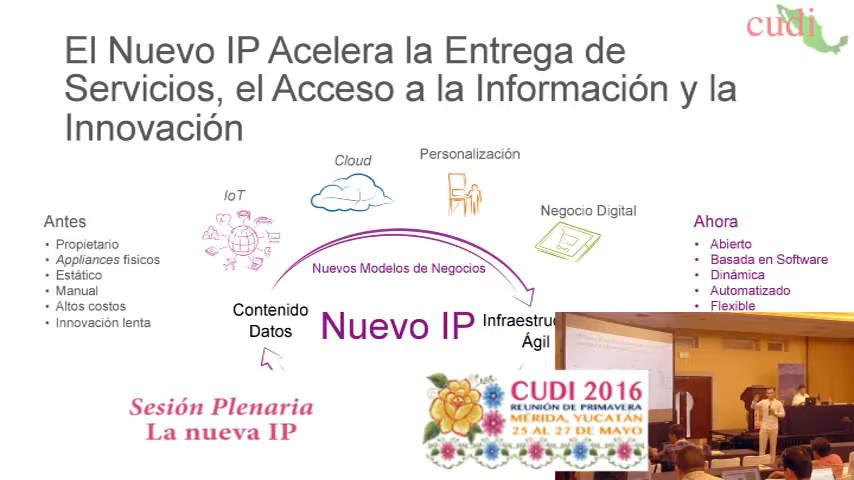 cudi
El Nuevo IP Acelera la Entrega de
Servicios, el Acceso a la Información y la
Innovación
Personalización
Cloud
IoT
Negocio Digital
Antes
• Propietario
• Appliances físicos
• Estático
• Manual
• Altos costos
• Innovación lenta
Nuevos Modelos de Negocios
Contenido
Datos
Nuevo IP
Ágil
Ahora
• Abierto
• Basada en Software
• Dinámica
• Automatizado
• Flexible
Sesión Plenaria
La nueva IP
CUDI 2016
REUNIÓN DE PRIMAVERA
MÉRIDA, YUCATÁN
25 AL 27 DE MAYO